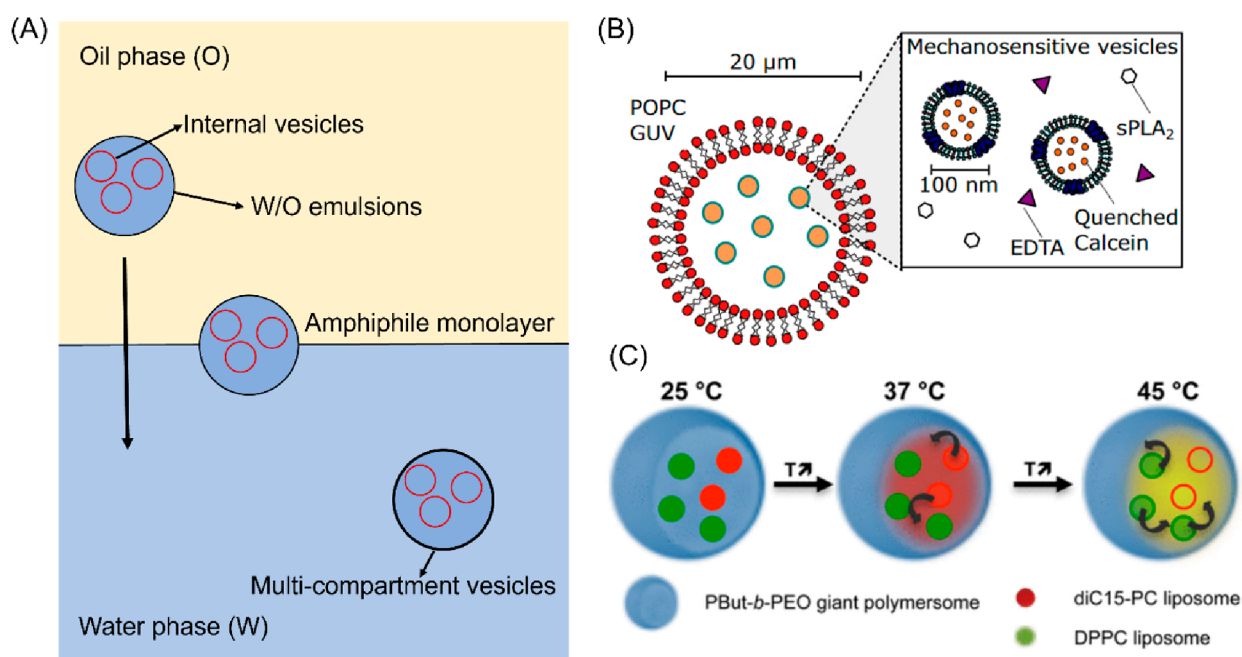 (A)
Oil phase (O)
Internal vesicles
W/O emulsions
Amphiphile monolayer
Multi-compartment vesicles
Water phase (W)
(B)
20 μm
POPC
GUV
Mechanosensitive vesicles
sPLA₂
100 nm
Quenched
Calcein
EDTA
(C)
25 °C
37 °C
45 °C
T↗
T↗
PBut-b-PEO giant polymersome
diC15-PC liposome
DPPC liposome